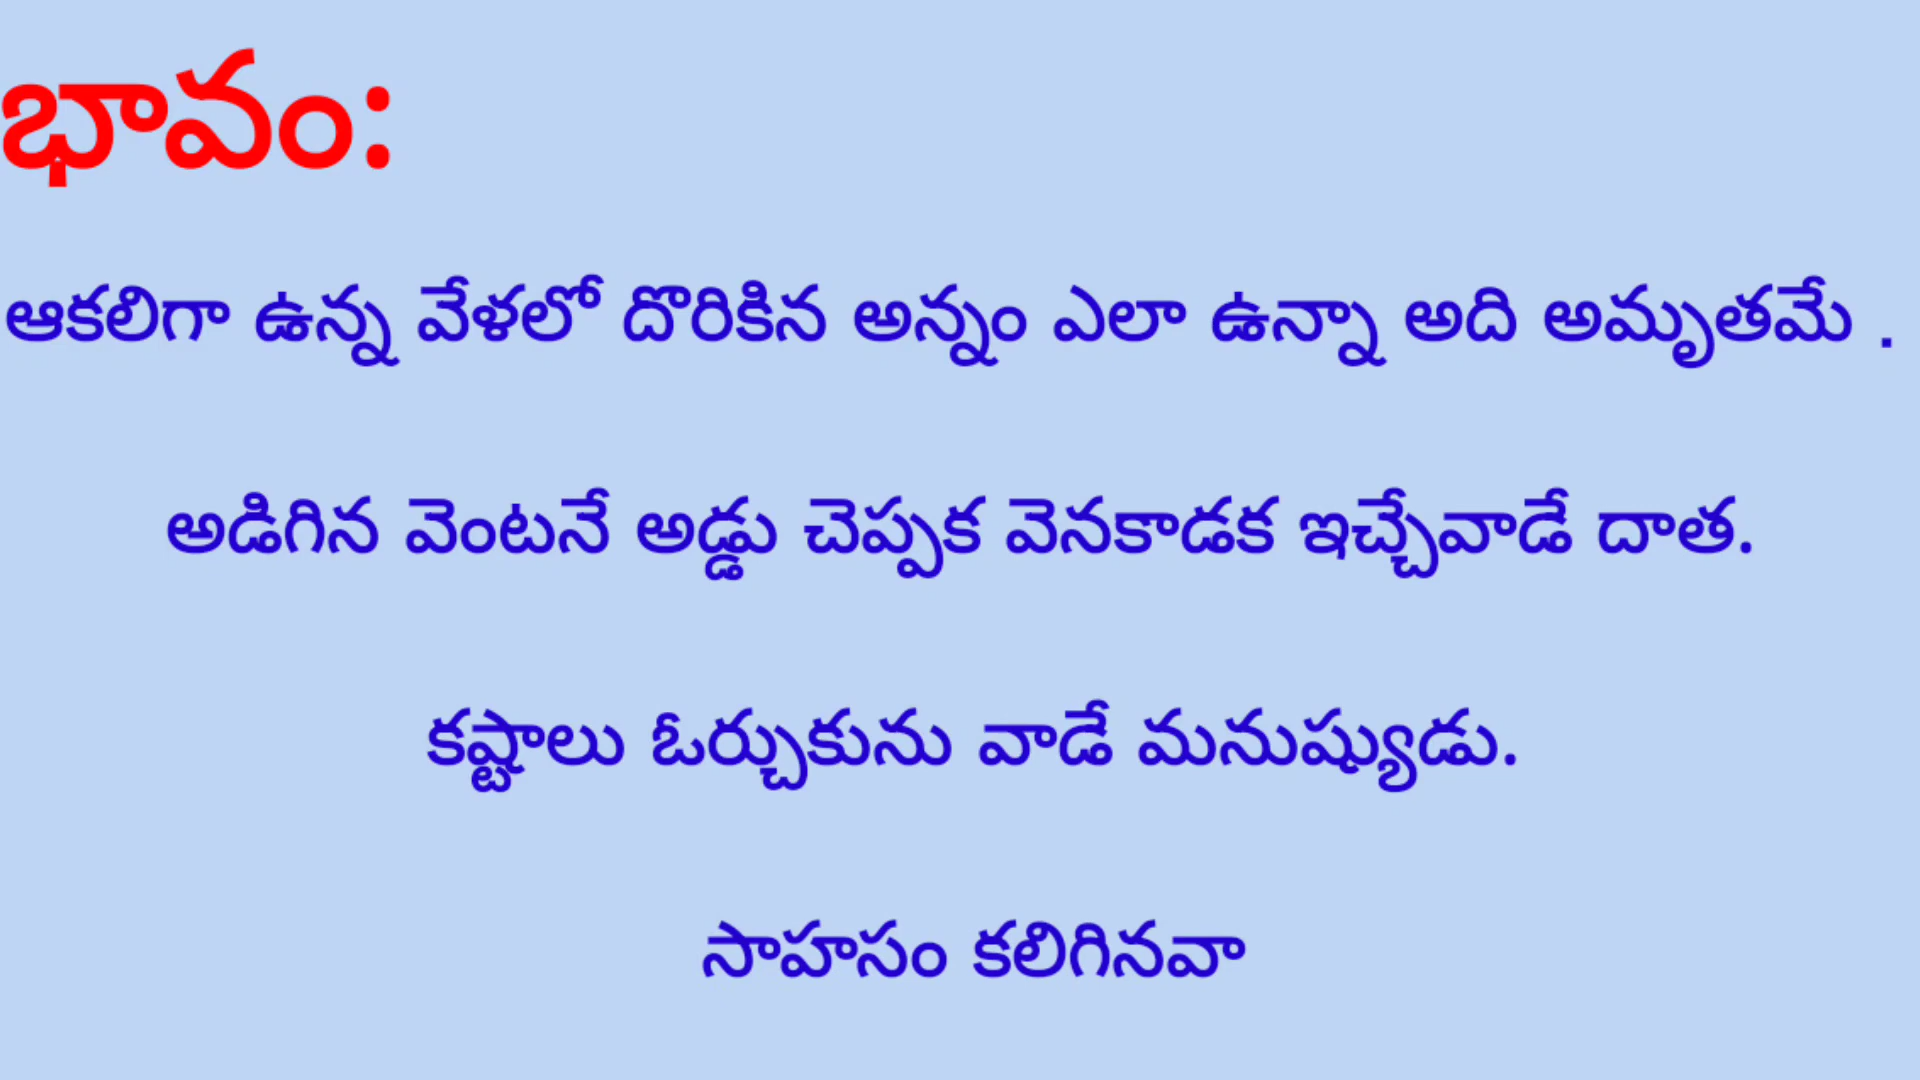 భావం:
ఆకలిగా ఉన్న వేళలో దొరికిన అన్నం ఎలా ఉన్నా అది అమృతమే .
అడిగిన వెంటనే అడ్డు చెప్పక వెనకాడక ఇచ్చేవాడే దాత.
కష్టాలు ఓర్చుకును వాడే మనుష్యుడు.
సాహసం కలిగినవా